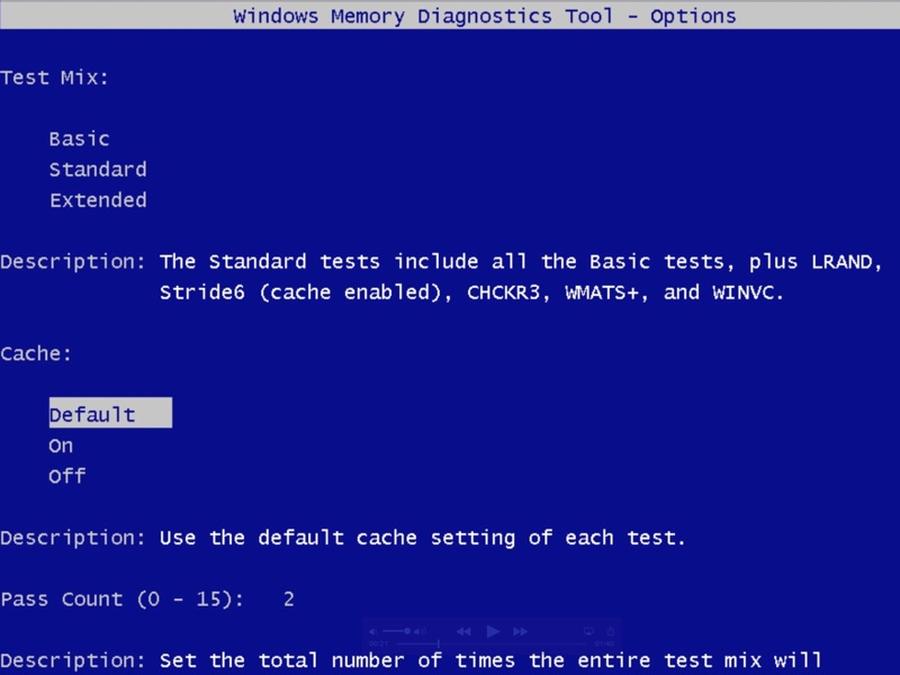 Windows Memory Diagnostics Tool - Options
Test Mix:
Basic
Standard
Extended
Description: The Standard tests include all the Basic tests, plus LRAND,
Stride6 (cache enabled), CHCKR3, WMATS+, and WINVC.
Cache:
Default
On
Off
Description: Use the default cache setting of each test.
Pass Count (0 - 15): 2
Description: Set the total number of times the entire test mix will